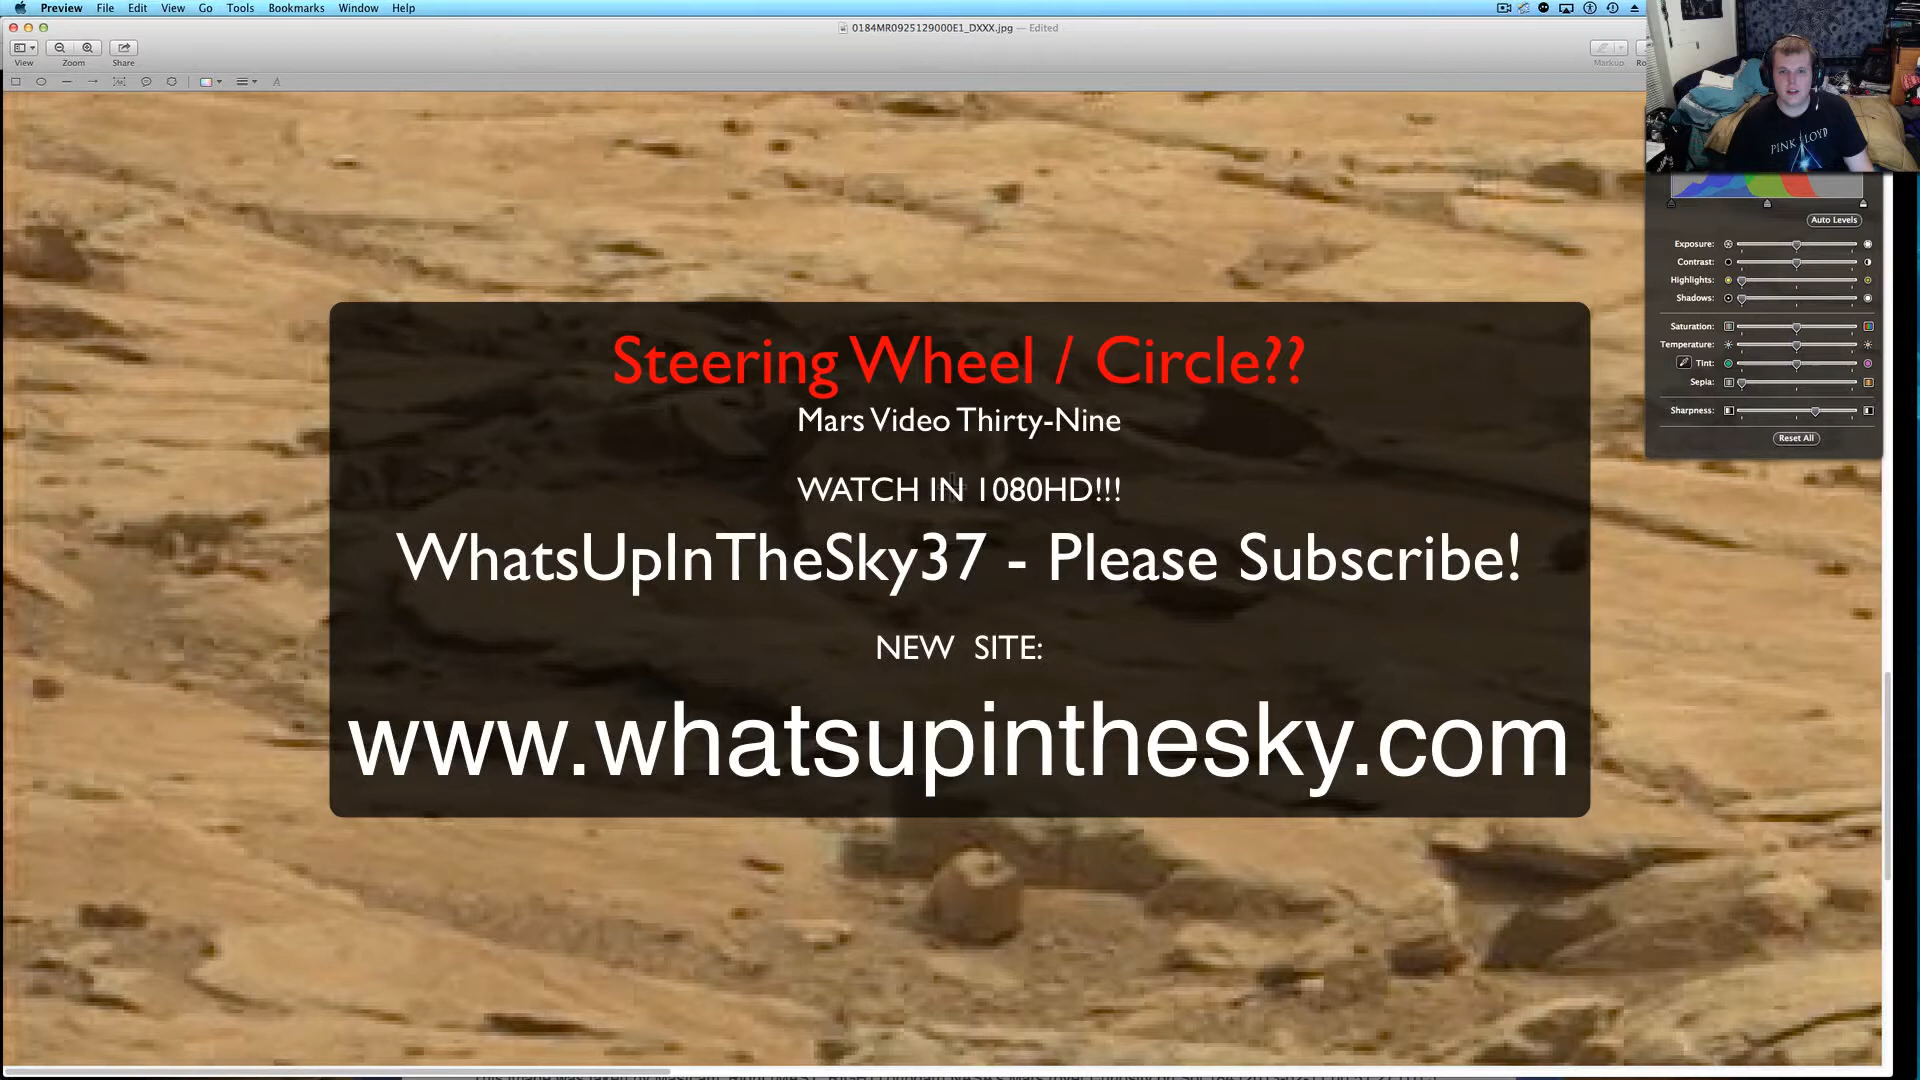 Preview File Edit View Go Tools Bookmarks Window Help
0184MR0925129000E1_DXXX.jpg — Edited
View Zoom Share
Markup
PINK FLOYD
Auto Levels
Exposure:
Contrast:
Highlights:
Shadows:
Saturation:
Temperature:
Tint:
Sepia:
Sharpness:
Reset All
Steering Wheel / Circle??
Mars Video Thirty-Nine
WATCH IN 1080HD!!!
WhatsUpInTheSky37 - Please Subscribe!
NEW SITE:
www.whatsupinthesky.com